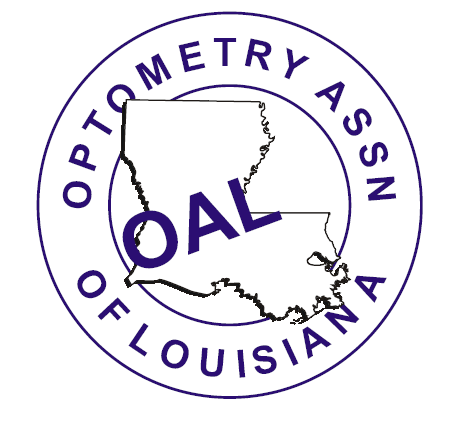 OPTOMETRY ASSN
OAL
OF LOUISIANA